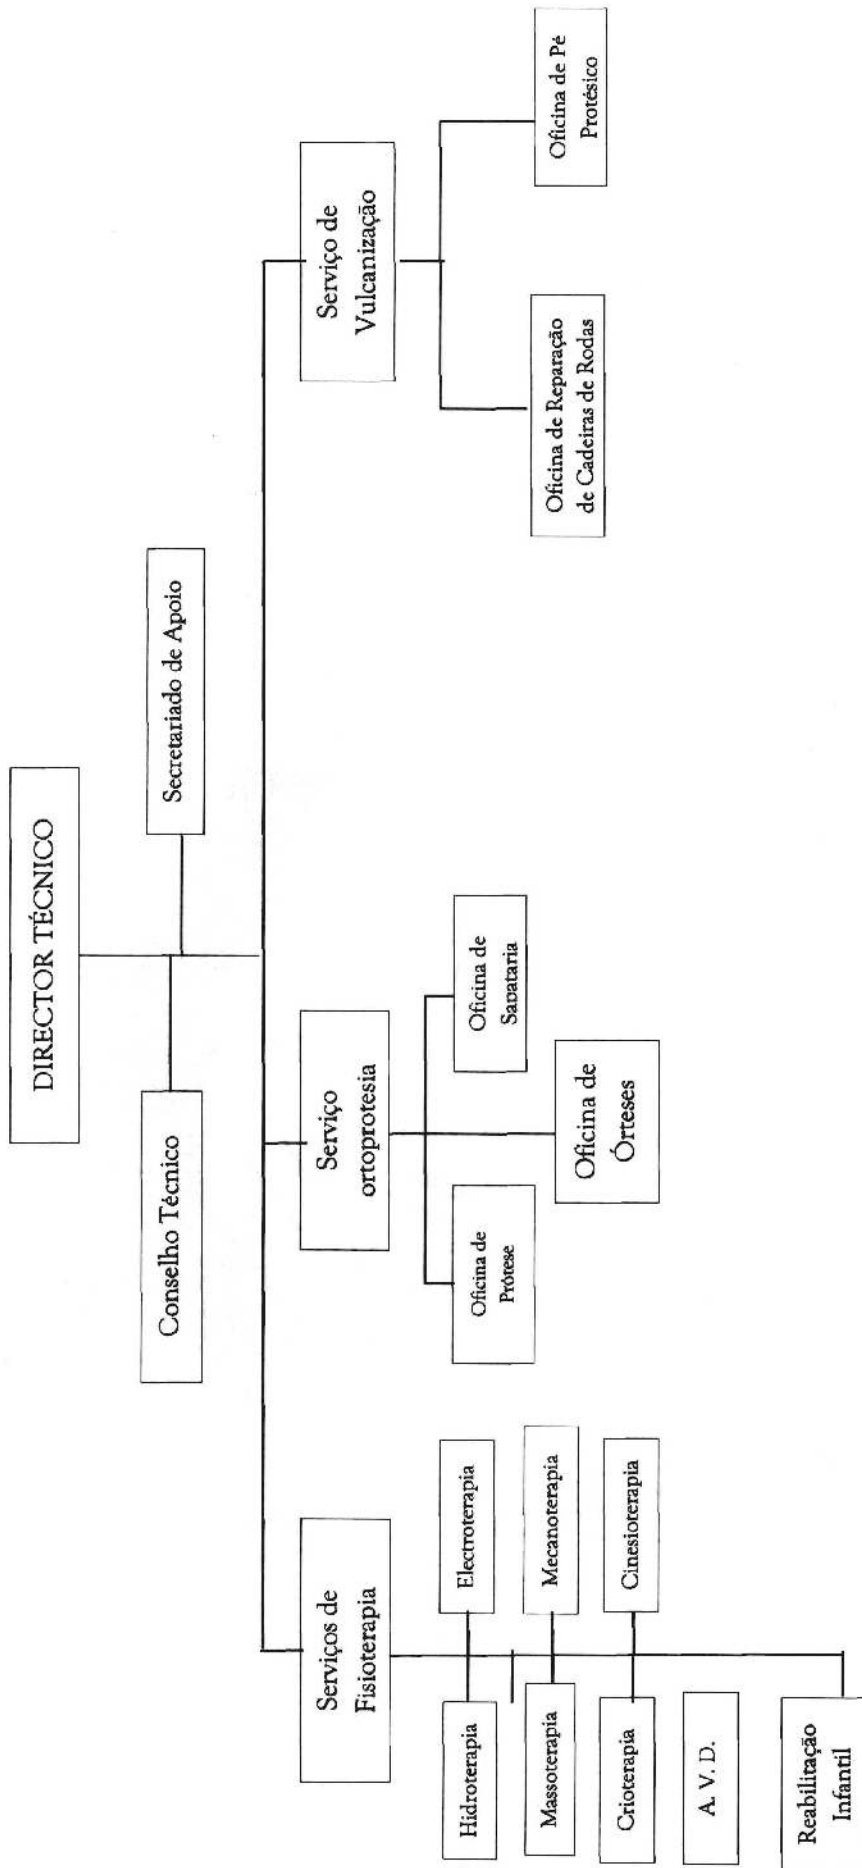 DIRECTOR TÉCNICO
Conselho Técnico
Secretariado de Apoio
Serviços de
Fisioterapia
Serviço
ortoprotesia
Serviço de
Vulcanização
Hidroterapia
Electroterapia
Massoterapia
Mecanoterapia
Crioterapia
Cinesioterapia
A. V. D.
Reabilitação
Infantil
Oficina de
Prótese
Oficina de
Sapataria
Oficina de
Órteses
Oficina de Reparação
de Cadeiras de Rodas
Oficina de Pé
Protésico